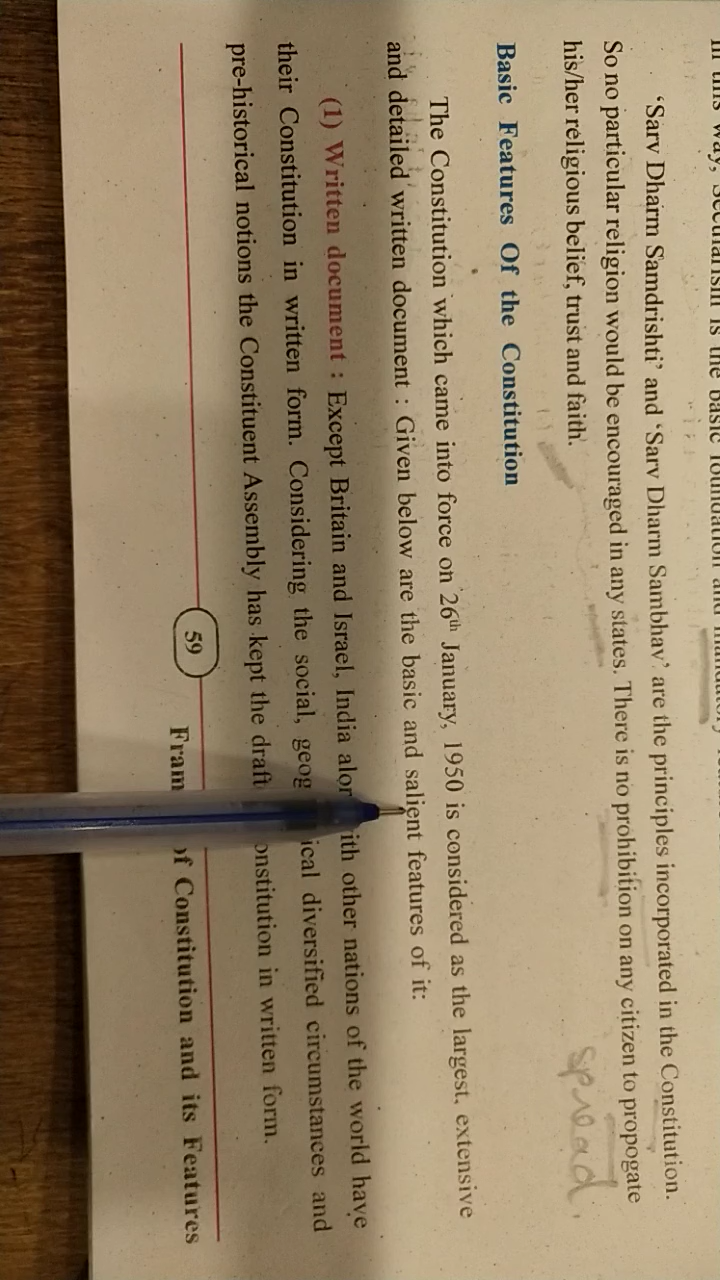 ‘Sarv Dharm Samdrishti’ and ‘Sarv Dharm Sambhav’ are the principles incorporated in the Constitution.
So no particular religion would be encouraged in any states. There is no prohibition on any citizen to propogate
his/her religious belief, trust and faith.
spread.
Basic Features Of the Constitution
The Constitution which came into force on 26th January, 1950 is considered as the largest, extensive
and detailed written document : Given below are the basic and salient features of it:
(1) Written document : Except Britain and Israel, India with other nations of the world have
their Constitution in written form. Considering the social, diversified circumstances and
pre-historical notions the Constituent Assembly has kept the draft Constitution in written form.
59
of Constitution and its Features